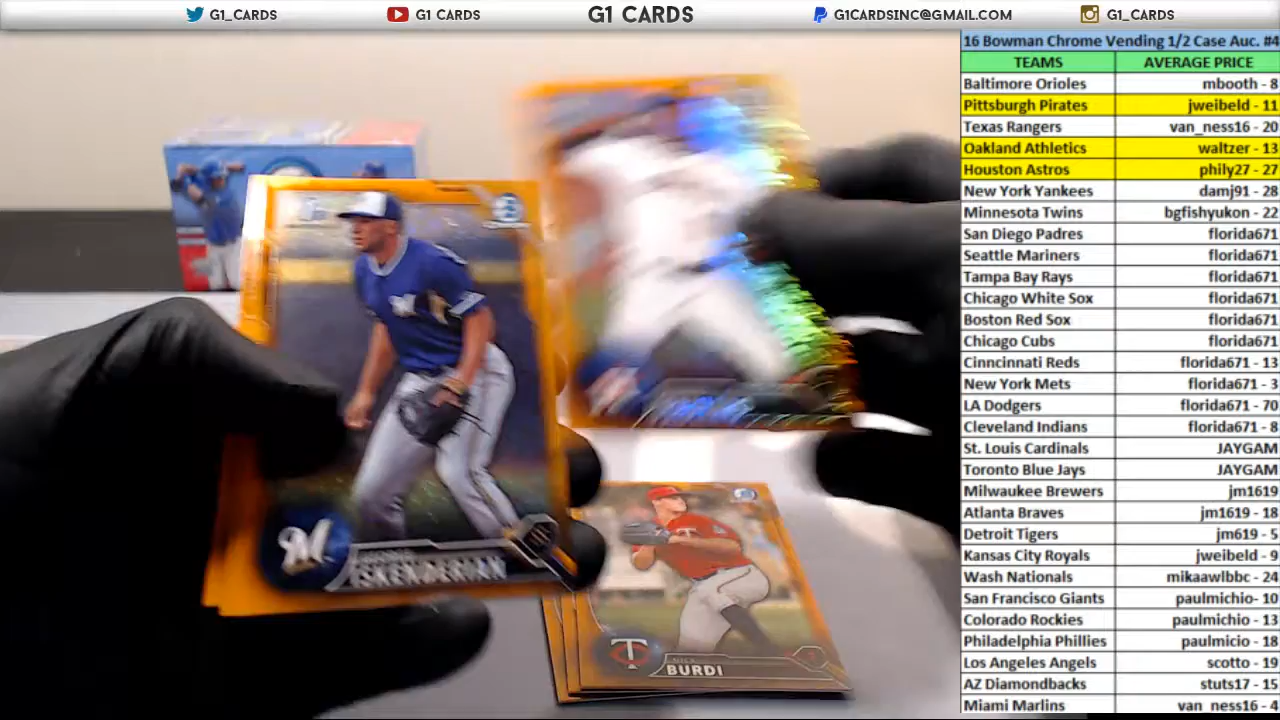 G1_CARDS
G1 CARDS
G1 CARDS
G1CARDSINC@GMAIL.COM
G1_CARDS
16 Bowman Chrome Vending 1/2 Case Auc. #4
TEAMS AVERAGE PRICE
Baltimore Orioles mbooth - 8
Pittsburgh Pirates jweibeld - 11
Texas Rangers van_ness16 - 20
Oakland Athletics waltzer - 13
Houston Astros phily27 - 27
New York Yankees damj91 - 28
Minnesota Twins bgfishyukon - 22
San Diego Padres florida671
Seattle Mariners florida671
Tampa Bay Rays florida671
Chicago White Sox florida671
Boston Red Sox florida671
Chicago Cubs florida671
Cinncinnati Reds florida671 - 13
New York Mets florida671 - 3
LA Dodgers florida671 - 70
Cleveland Indians florida671 - 8
St. Louis Cardinals JAYGAM
Toronto Blue Jays JAYGAM
Milwaukee Brewers jm1619
Atlanta Braves jm1619 - 18
Detroit Tigers jm619 - 5
Kansas City Royals jweibeld - 9
Wash Nationals mikaawlbbc - 24
San Francisco Giants paulmichio- 10
Colorado Rockies paulmichio - 13
Philadelphia Phillies paulmicio - 18
Los Angeles Angels scotto - 19
AZ Diamondbacks stuts17 - 15
Miami Marlins van_ness16 - 4
M
ESKENDERIAN
T
NICK
BURDI